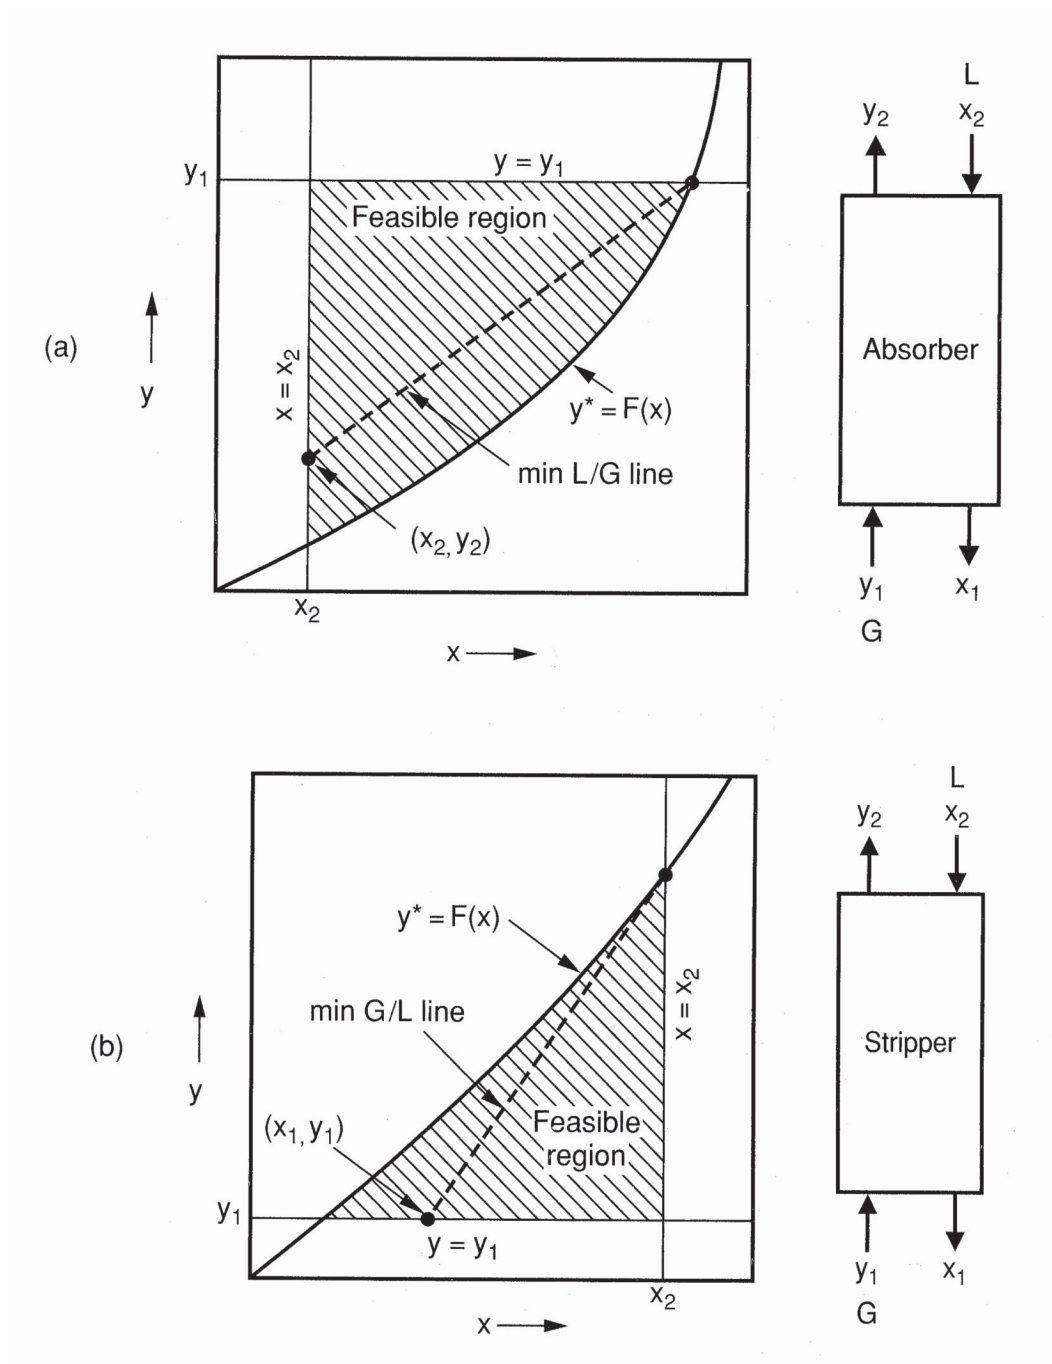 (a)
y
y₁
y = y₁
Feasible region
x = x₂
y* = F(x)
min L/G line
(x₂, y₂)
x₂
x
L
y₂
x₂
Absorber
y₁
x₁
G
(b)
y
y* = F(x)
x = x₂
min G/L line
(x₁, y₁)
Feasible
region
y₁
y = y₁
x₂
x
L
y₂
x₂
Stripper
y₁
x₁
G